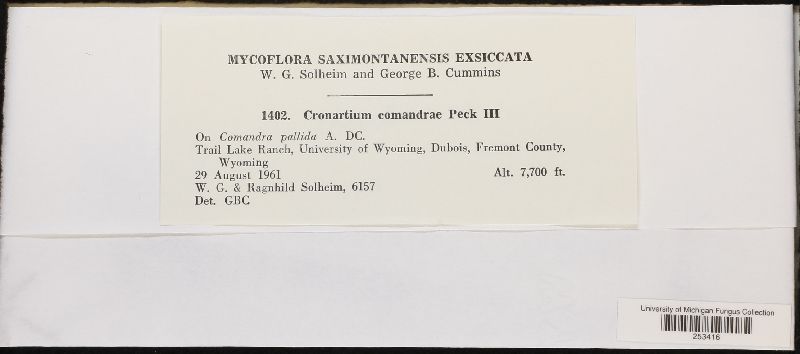 MYCOFLORA SAXIMONTANENSIS EXSICCATA
W. G. Solheim and George B. Cummins
1402. Cronartium comandrae Peck III
On Comandra pallida A. DC.
Trail Lake Ranch, University of Wyoming, Dubois, Fremont County,
Wyoming
29 August 1961 Alt. 7,700 ft.
W. G. & Ragnhild Solheim, 6157
Det. GBC
University of Michigan Fungus Collection
253416